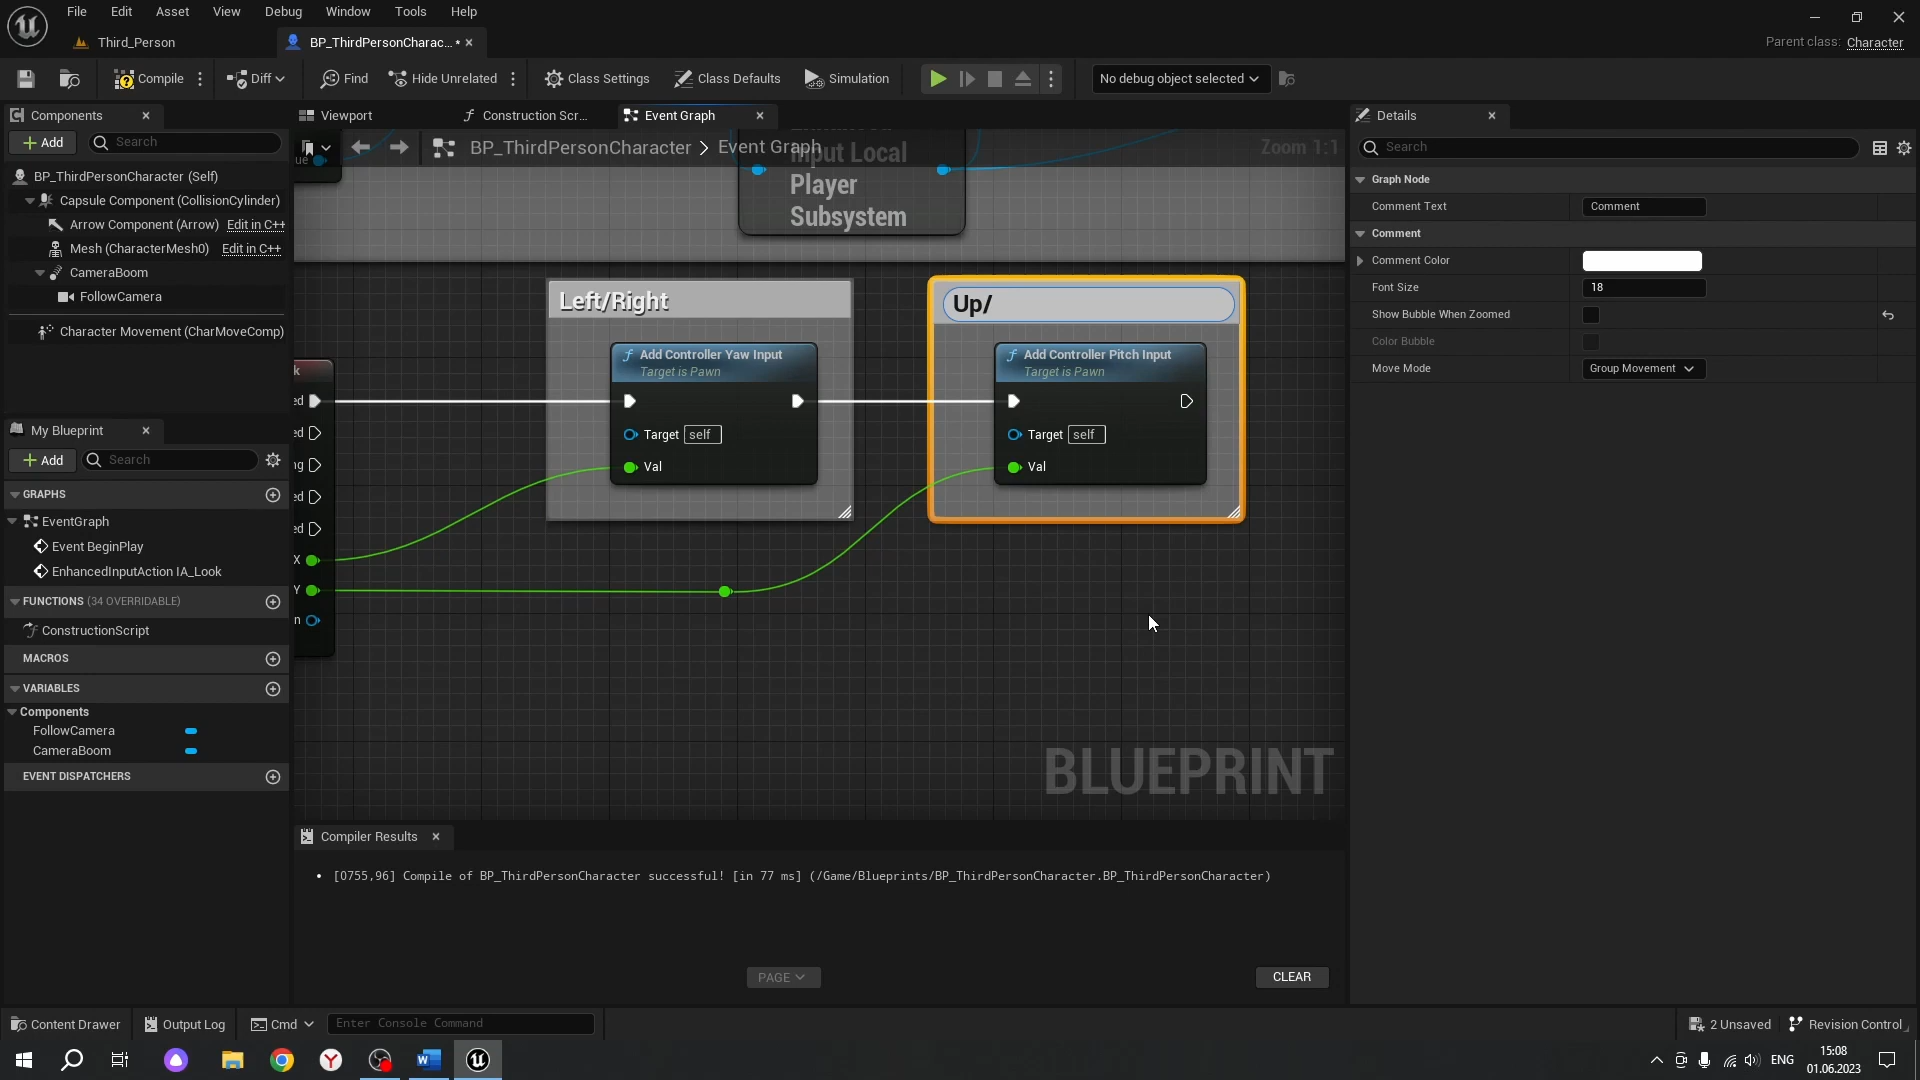 File Edit Asset View Debug Window Tools Help
Third_Person
BP_ThirdPersonCharac... •
Parent class: Character
Compile
Diff
Find
Hide Unrelated
Class Settings
Class Defaults
Simulation
No debug object selected
Components
Add
Search
BP_ThirdPersonCharacter (Self)
Capsule Component (CollisionCylinder)
Arrow Component (Arrow) Edit in C++
Mesh (CharacterMesh0) Edit in C++
CameraBoom
FollowCamera
Character Movement (CharMoveComp)
My Blueprint
Add
Search
GRAPHS
EventGraph
Event BeginPlay
EnhancedInputAction IA_Look
FUNCTIONS (34 OVERRIDABLE)
ConstructionScript
MACROS
VARIABLES
Components
FollowCamera
CameraBoom
EVENT DISPATCHERS
Viewport
Construction Scr...
Event Graph
BP_ThirdPersonCharacter > Event Graph
Zoom 1:1
ue
Input Local
Player
Subsystem
Left/Right
Add Controller Yaw Input
Target is Pawn
Target self
Val
Up/
Add Controller Pitch Input
Target is Pawn
Target self
Val
k
ed
ed
ng
ed
ed
X
Y
n
BLUEPRINT
Compiler Results
• [0755,96] Compile of BP_ThirdPersonCharacter successful! [in 77 ms] (/Game/Blueprints/BP_ThirdPersonCharacter.BP_ThirdPersonCharacter)
PAGE
CLEAR
Details
Search
Graph Node
Comment Text Comment
Comment
Comment Color
Font Size 18
Show Bubble When Zoomed
Color Bubble
Move Mode Group Movement
Content Drawer
Output Log
Cmd
Enter Console Command
2 Unsaved
Revision Control
ENG
15:08
01.06.2023